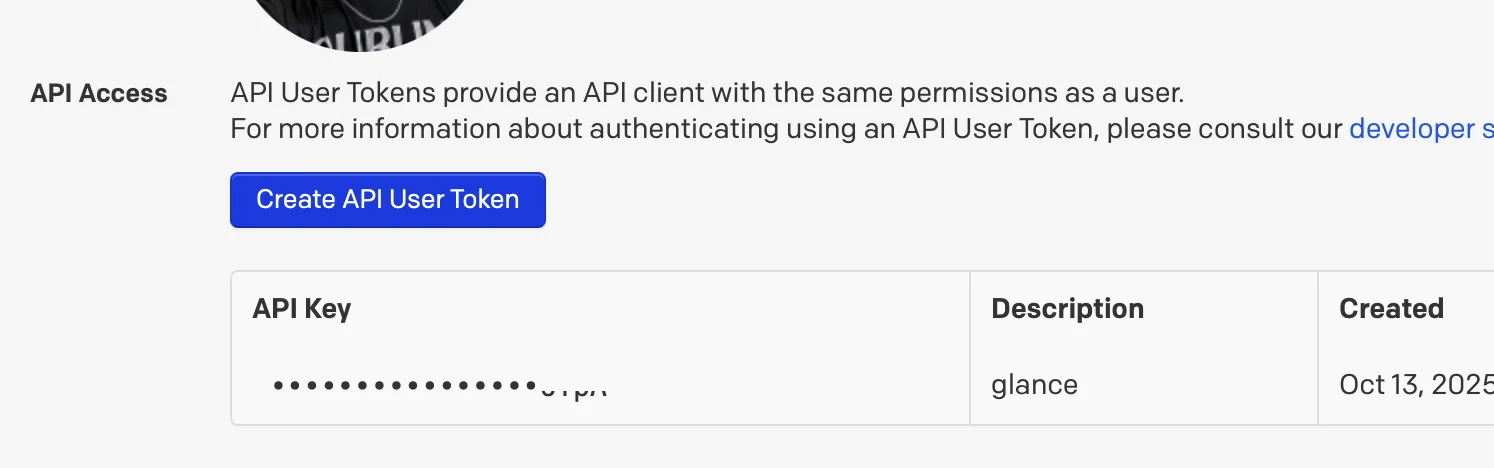 API Access
API User Tokens provide an API client with the same permissions as a user.
For more information about authenticating using an API User Token, please consult our developer s
Create API User Token
API Key
Description
Created
••••••••••••••••
glance
Oct 13, 2025